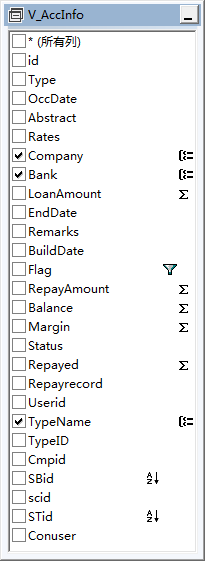 V_AccInfo
* (所有列)
id
Type
OccDate
Abstract
Rates
Company
Bank
LoanAmount
EndDate
Remarks
BuildDate
Flag
RepayAmount
Balance
Margin
Status
Repayed
Repayrecord
Userid
TypeName
TypeID
Cmpid
SBid
scid
STid
Conuser